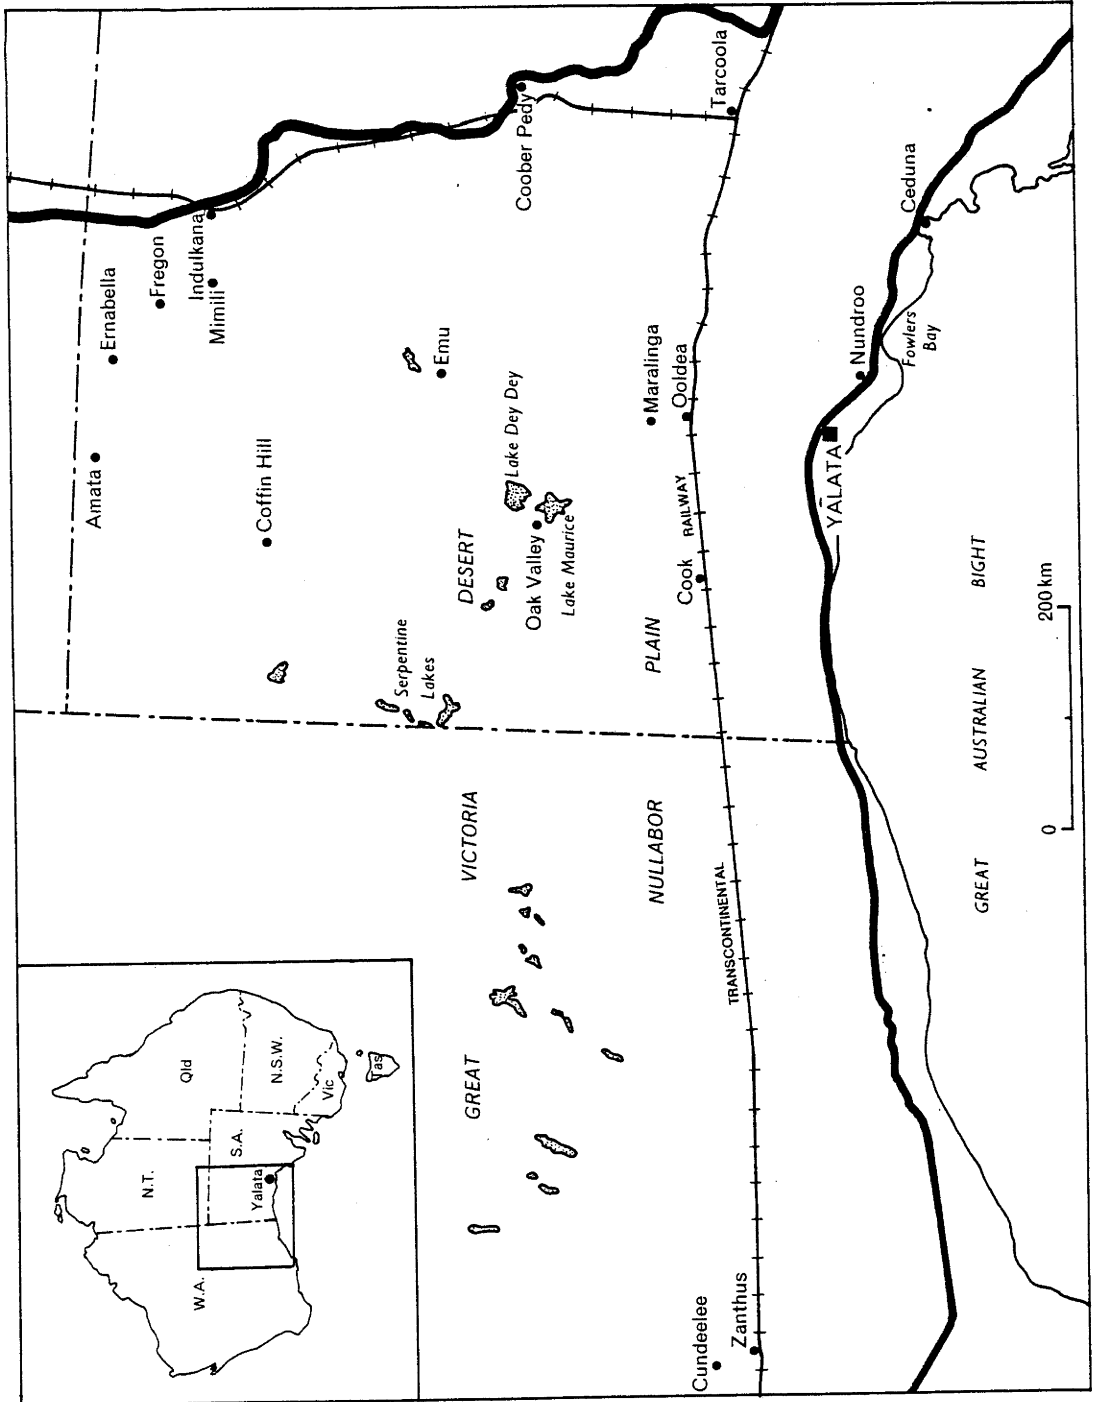 Qld
N.T.
N.S.W.
S.A.
Vic
Tas
W.A.
Yalata
Amata
Ernabella
Fregon
Indulkana
Mimili
Coffin Hill
Emu
Coober Pedy
Tarcoola
Serpentine
Lakes
Lake Dey Dey
Oak Valley
Lake Maurice
Maralinga
Ooldea
Cook
GREAT VICTORIA DESERT
NULLABOR PLAIN
TRANSCONTINENTAL RAILWAY
Cundeelee
Zanthus
YALATA
Nundroo
Fowlers
Bay
Ceduna
GREAT AUSTRALIAN BIGHT
0 200 km